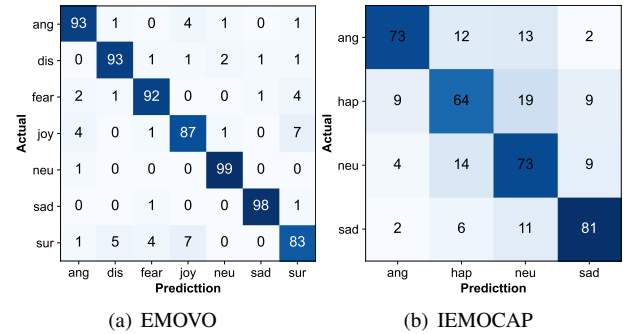 ang 93 1 0 4 1 0 0
dis 0 93 1 1 2 1 1
fear 2 1 92 0 0 1 4
joy 4 0 1 87 1 0 7
neu 1 0 0 0 99 0 0
sad 0 0 1 0 0 98 1
sur 1 5 4 7 0 0 83
ang dis fear joy neu sad sur
Actual
Predicttion
(a) EMOVO
ang 73 12 13 2
hap 9 64 19 9
neu 4 14 73 9
sad 2 6 11 81
ang hap neu sad
Actual
Predicttion
(b) IEMOCAP